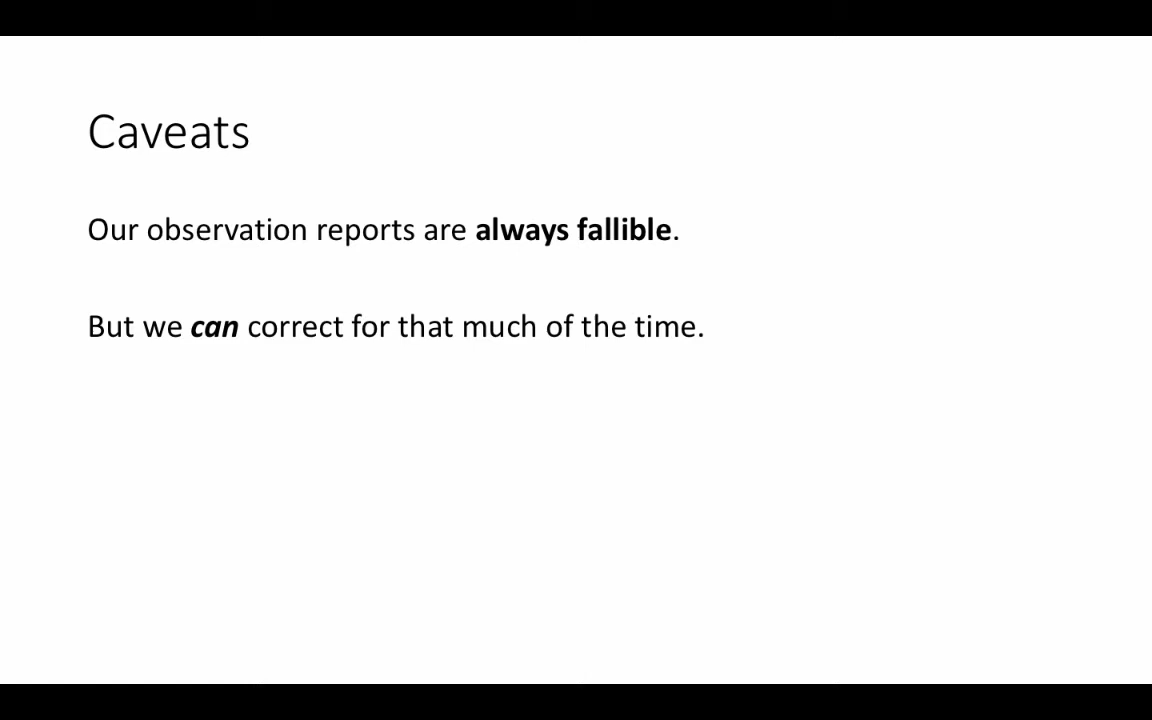 Caveats
Our observation reports are always fallible.
But we can correct for that much of the time.